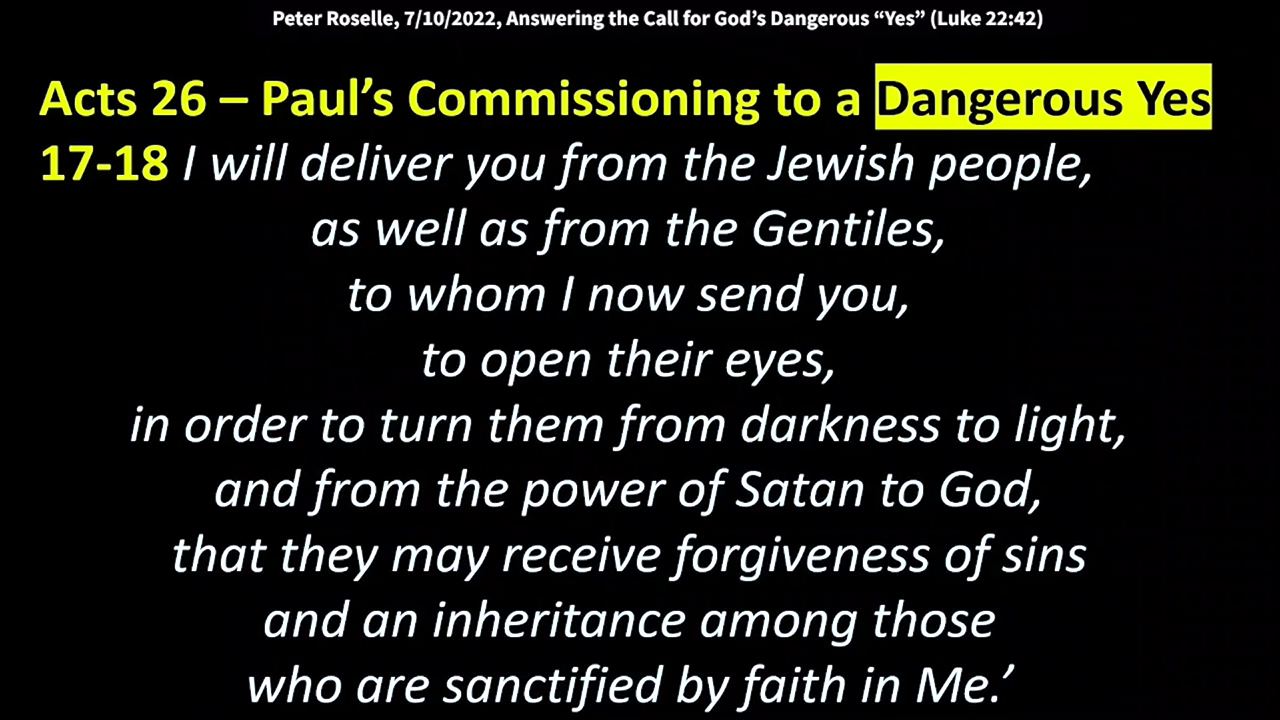 Peter Roselle, 7/10/2022, Answering the Call for God’s Dangerous “Yes” (Luke 22:42)
Acts 26 – Paul’s Commissioning to a Dangerous Yes
17-18 I will deliver you from the Jewish people,
as well as from the Gentiles,
to whom I now send you,
to open their eyes,
in order to turn them from darkness to light,
and from the power of Satan to God,
that they may receive forgiveness of sins
and an inheritance among those
who are sanctified by faith in Me.’